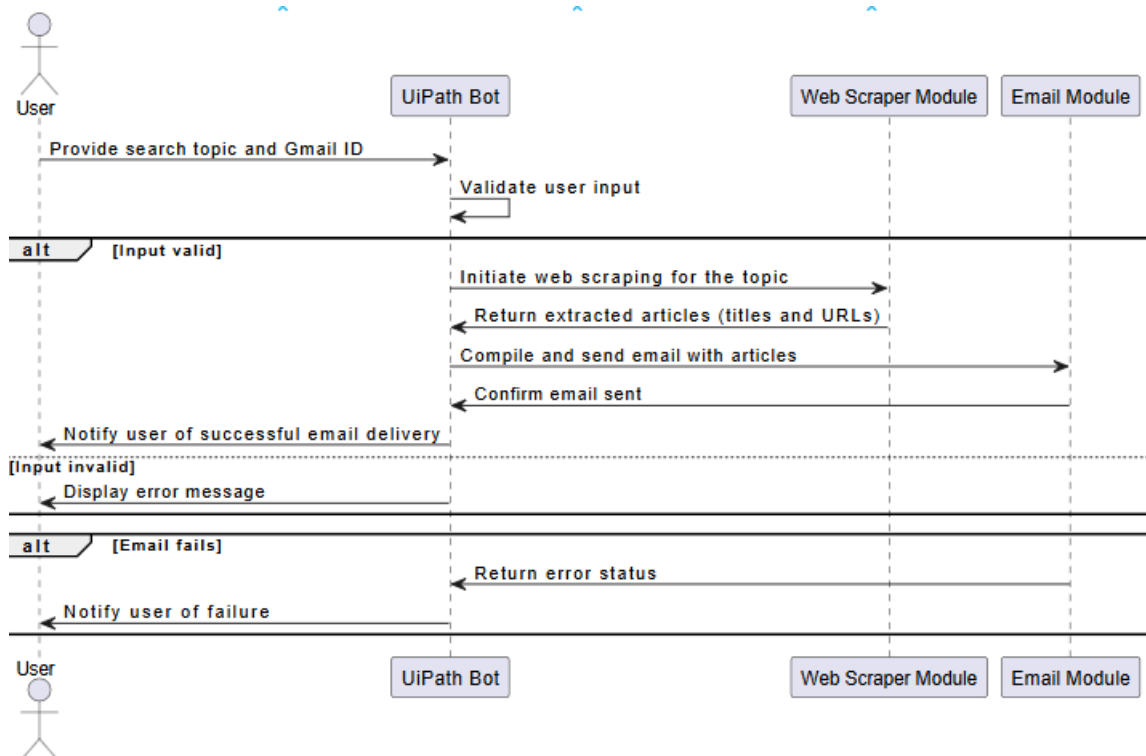 User
UiPath Bot
Web Scraper Module
Email Module
Provide search topic and Gmail ID
Validate user input
alt
[Input valid]
Initiate web scraping for the topic
Return extracted articles (titles and URLs)
Compile and send email with articles
Confirm email sent
Notify user of successful email delivery
[Input invalid]
Display error message
alt
[Email fails]
Return error status
Notify user of failure
User
UiPath Bot
Web Scraper Module
Email Module